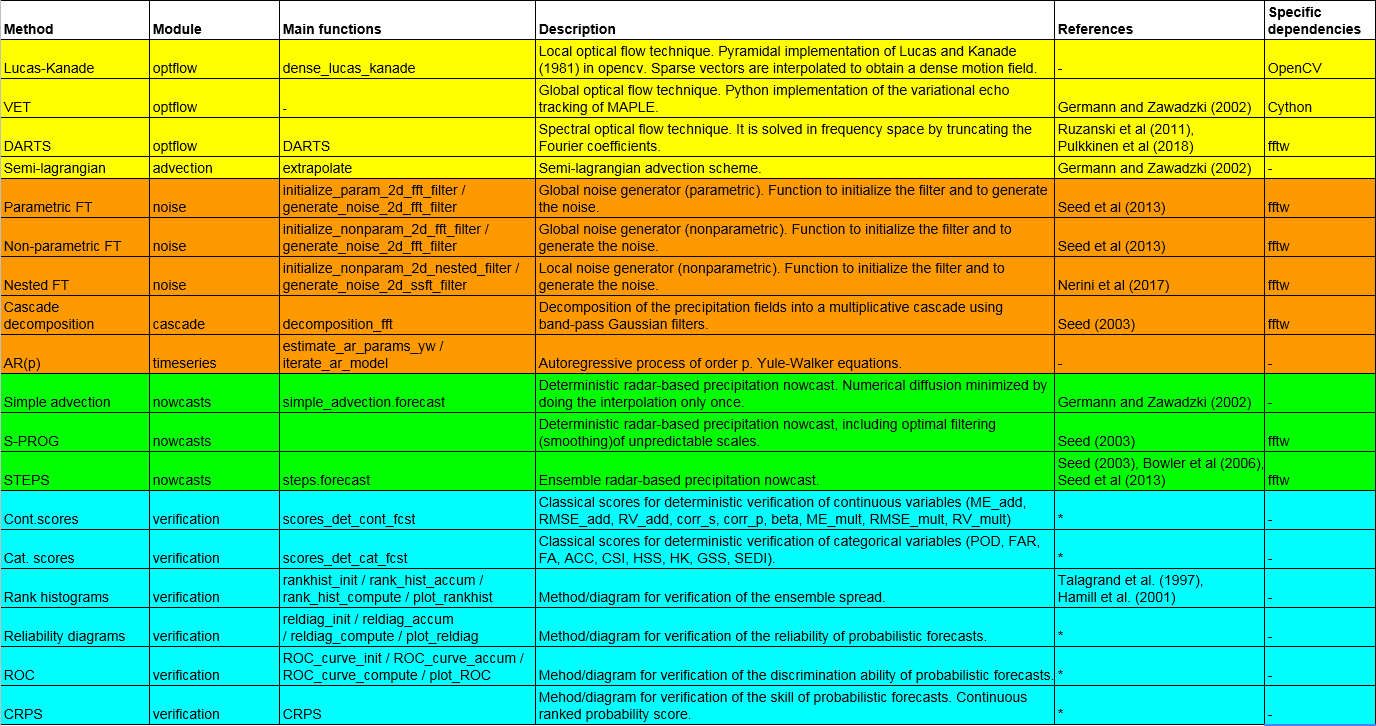 Method Module Main functions Description References Specific
dependencies
Lucas-Kanade optflow dense_lucas_kanade Local optical flow technique. Pyramidal implementation of Lucas and Kanade
(1981) in opencv. Sparse vectors are interpolated to obtain a dense motion field. - OpenCV
VET optflow - Global optical flow technique. Python implementation of the variational echo
tracking of MAPLE. Germann and Zawadzki (2002) Cython
DARTS optflow DARTS Spectral optical flow technique. It is solved in frequency space by truncating the
Fourier coefficients. Ruzanski et al (2011),
Pulkkinen et al (2018) fftw
Semi-lagrangian advection extrapolate Semi-lagrangian advection scheme. Germann and Zawadzki (2002) -
Parametric FT noise initialize_param_2d_fft_filter /
generate_noise_2d_fft_filter Global noise generator (parametric). Function to initialize the filter and to generate
the noise. Seed et al (2013) fftw
Non-parametric FT noise initialize_nonparam_2d_fft_filter /
generate_noise_2d_fft_filter Global noise generator (nonparametric). Function to initialize the filter and to
generate the noise. Seed et al (2013) fftw
Nested FT noise initialize_nonparam_2d_nested_filter /
generate_noise_2d_ssft_filter Local noise generator (nonparametric). Function to initialize the filter and to
generate the noise. Nerini et al (2017) fftw
Cascade
decomposition cascade decomposition_fft Decomposition of the precipitation fields into a multiplicative cascade using
band-pass Gaussian filters. Seed (2003) fftw
AR(p) timeseries estimate_ar_params_yw /
iterate_ar_model Autoregressive process of order p. Yule-Walker equations. - -
Simple advection nowcasts simple_advection.forecast Deterministic radar-based precipitation nowcast. Numerical diffusion minimized by
doing the interpolation only once. Germann and Zawadzki (2002) -
S-PROG nowcasts Deterministic radar-based precipitation nowcast, including optimal filtering
(smoothing)of unpredictable scales. Seed (2003) fftw
STEPS nowcasts steps.forecast Ensemble radar-based precipitation nowcast. Seed (2003), Bowler et al (2006),
Seed et al (2013) fftw
Cont.scores verification scores_det_cont_fcst Classical scores for deterministic verification of continuous variables (ME_add,
RMSE_add, RV_add, corr_s, corr_p, beta, ME_mult, RMSE_mult, RV_mult) * -
Cat. scores verification scores_det_cat_fcst Classical scores for deterministic verification of categorical variables (POD, FAR,
FA, ACC, CSI, HSS, HK, GSS, SEDI). * -
Rank histograms verification rankhist_init / rank_hist_accum /
rank_hist_compute / plot_rankhist Method/diagram for verification of the ensemble spread. Talagrand et al. (1997),
Hamill et al. (2001) -
Reliability diagrams verification reldiag_init / reldiag_accum
/ reldiag_compute / plot_reldiag Method/diagram for verification of the reliability of probabilistic forecasts. * -
ROC verification ROC_curve_init / ROC_curve_accum /
ROC_curve_compute / plot_ROC Mehod/diagram for verification of the discrimination ability of probabilistic forecasts. * -
CRPS verification CRPS Mehod/diagram for verification of the skill of probabilistic forecasts. Continuous
ranked probability score. * -